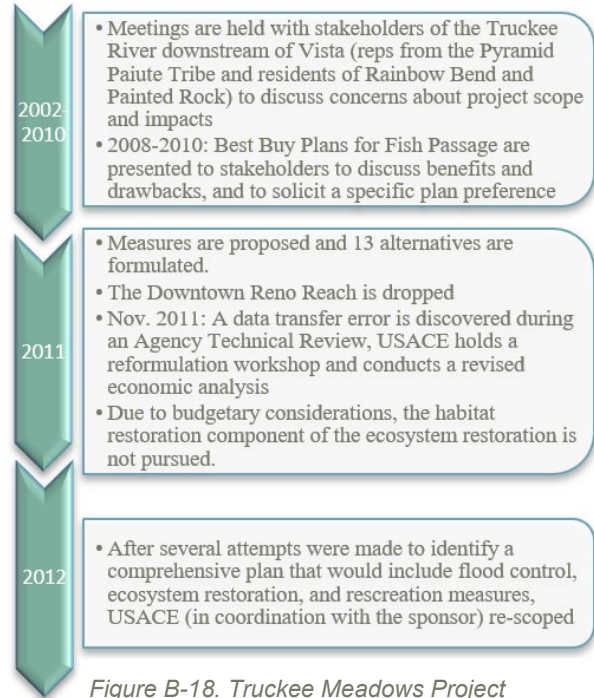 2002-
2010
• Meetings are held with stakeholders of the Truckee
River downstream of Vista (reps from the Pyramid
Paiute Tribe and residents of Rainbow Bend and
Painted Rock) to discuss concerns about project scope
and impacts
• 2008-2010: Best Buy Plans for Fish Passage are
presented to stakeholders to discuss benefits and
drawbacks, and to solicit a specific plan preference
2011
• Measures are proposed and 13 alternatives are
formulated.
• The Downtown Reno Reach is dropped
• Nov. 2011: A data transfer error is discovered during
an Agency Technical Review, USACE holds a
reformulation workshop and conducts a revised
economic analysis
• Due to budgetary considerations, the habitat
restoration component of the ecosystem restoration is
not pursued.
2012
• After several attempts were made to identify a
comprehensive plan that would include flood control,
ecosystem restoration, and rescreation measures,
USACE (in coordination with the sponsor) re-scoped
Figure B-18. Truckee Meadows Project